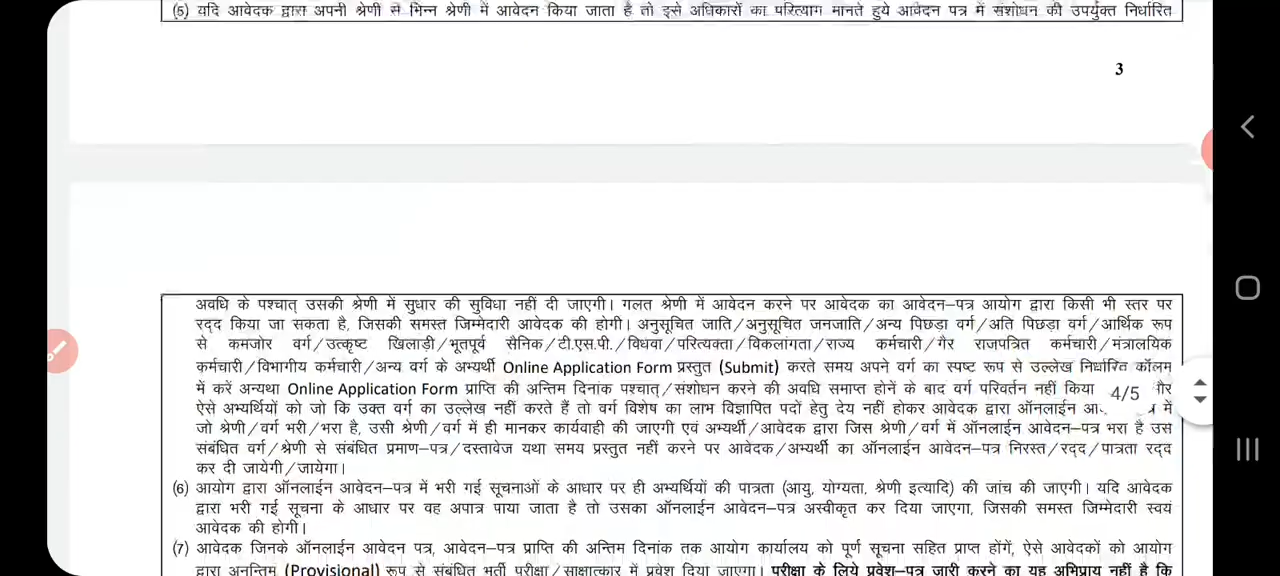 (5) यदि आवेदक द्वारा अपनी श्रेणी से भिन्न श्रेणी में आवेदन किया जाता है तो इसे अधिकारों का परित्याग मानते हुये आवेदन पत्र में संशोधन की उपर्युक्त निर्धारित
3
अवधि के पश्चात् उसकी श्रेणी में सुधार की सुविधा नहीं दी जाएगी। गलत श्रेणी में आवेदन करने पर आवेदक का आवेदन–पत्र आयोग द्वारा किसी भी स्तर पर
रद्द किया जा सकता है, जिसकी समस्त जिम्मेदारी आवेदक की होगी। अनुसूचित जाति/अनुसूचित जनजाति/अन्य पिछड़ा वर्ग/अति पिछड़ा वर्ग/आर्थिक रूप
से कमजोर वर्ग/उत्कृष्ट खिलाड़ी/भूतपूर्व सैनिक/टी.एस.पी./विधवा/परित्यक्ता/विकलांगता/राज्य कर्मचारी/गैर राजपत्रित कर्मचारी/मंत्रालयिक
कर्मचारी/विभागीय कर्मचारी/अन्य वर्ग के अभ्यर्थी Online Application Form प्रस्तुत (Submit) करते समय अपने वर्ग का स्पष्ट रूप से उल्लेख निर्धारित कॉलम
में करें अन्यथा Online Application Form प्राप्ति की अन्तिम दिनांक पश्चात्/संशोधन करने की अवधि समाप्त होनें के बाद वर्ग परिवर्तन नहीं किया
4/5
ऐसे अभ्यर्थियों को जो कि उक्त वर्ग का उल्लेख नहीं करते हैं तो वर्ग विशेष का लाभ विज्ञापित पदों हेतु देय नहीं होकर आवेदक द्वारा ऑनलाईन में
जो श्रेणी/वर्ग भरी/भरा है, उसी श्रेणी/वर्ग में ही मानकर कार्यवाही की जाएगी एवं अभ्यर्थी/आवेदक द्वारा जिस श्रेणी/वर्ग में ऑनलाईन आवेदन–पत्र भरा है उस
संबंधित वर्ग/श्रेणी से संबंधित प्रमाण–पत्र/दस्तावेज यथा समय प्रस्तुत नहीं करने पर आवेदक/अभ्यर्थी का ऑनलाईन आवेदन–पत्र निरस्त/रद्द/पात्रता रद्द
कर दी जायेगी/जायेगा।
(6) आयोग द्वारा ऑनलाईन आवेदन–पत्र में भरी गई सूचनाओं के आधार पर ही अभ्यर्थियों की पात्रता (आयु, योग्यता, श्रेणी इत्यादि) की जांच की जाएगी। यदि आवेदक
द्वारा भरी गई सूचना के आधार पर वह अपात्र पाया जाता है तो उसका ऑनलाईन आवेदन–पत्र अस्वीकृत कर दिया जाएगा, जिसकी समस्त जिम्मेदारी स्वयं
आवेदक की होगी।
(7) आवेदक जिनके ऑनलाईन आवेदन पत्र, आवेदन–पत्र प्राप्ति की अन्तिम दिनांक तक आयोग कार्यालय को पूर्ण सूचना सहित प्राप्त होंगें, ऐसे आवेदकों को आयोग
द्वारा अनन्तिम (Provisional) रूप से संबंधित भर्ती परीक्षा/साक्षात्कार में प्रवेश दिया जाएगा। परीक्षा के लिये प्रवेश–पत्र जारी करने का यह अभिप्राय नहीं है कि